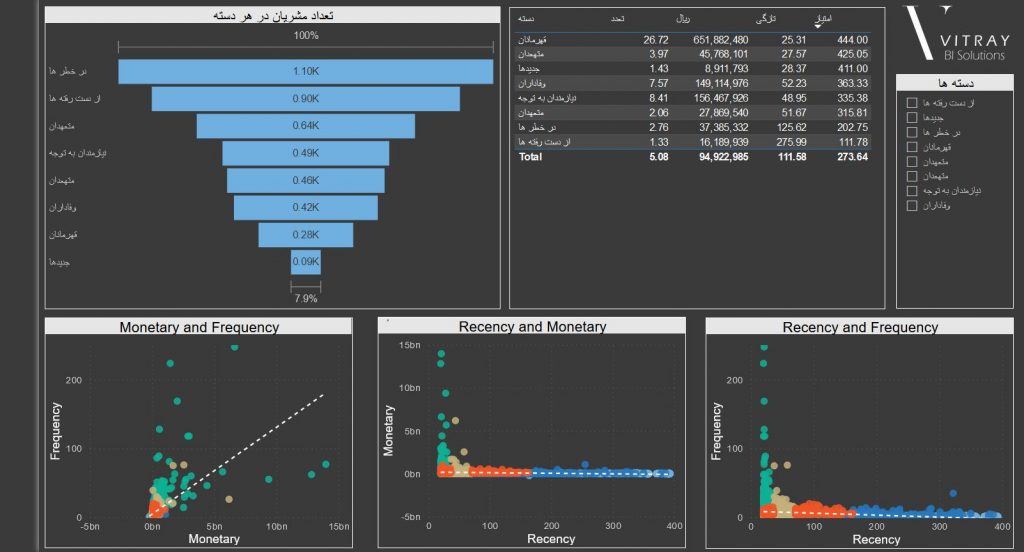 تعداد مشریان در هر دسته
100%
در خطر ها 1.10K
از دست رفته ها 0.90K
متمهدان 0.64K
نیازمندان به توجه 0.49K
متمهدان 0.46K
وفاداران 0.42K
قهرمانان 0.28K
جدیدها 0.09K
7.9%
دسته تعدد ریال تازگی امتیاز
قهرمانان 26.72 651,882,480 25.31 444.00
متمهدان 3.97 45,768,101 27.57 425.05
جدیدها 1.43 8,911,793 28.37 411.00
وفاداران 7.57 149,114,976 52.23 363.33
نیازمندان به توجه 8.41 156,467,926 48.95 335.38
متمهدان 2.06 27,869,540 51.67 315.81
در خطر ها 2.76 37,385,332 125.62 202.75
از دست رفته ها 1.33 16,189,939 275.99 111.78
Total 5.08 94,922,985 111.58 273.64
VITRAY
BI Solutions
دسته ها
از دست رفته ها
جدیدها
در خطر ها
قهرمانان
متمهدان
متمهدان
نیازمندان به توجه
وفاداران
Monetary and Frequency
Frequency
200
100
0
-5bn 0bn 5bn 10bn 15bn
Monetary
Recency and Monetary
Monetary
15bn
10bn
5bn
0bn
-5bn
0 100 200 300 400
Recency
Recency and Frequency
Frequency
200
100
0
0 100 200 300 400
Recency